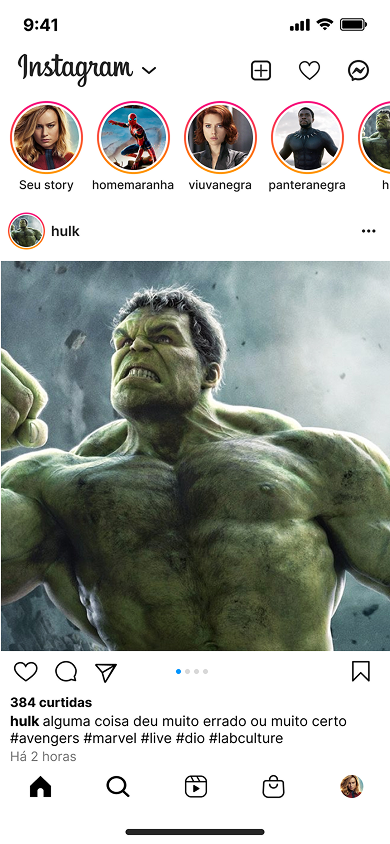 9:41
Instagram
Seu story homemaranha viuvanegra panteranegra h
hulk
384 curtidas
hulk alguma coisa deu muito errado ou muito certo
#avengers #marvel #live #dio #labculture
Há 2 horas